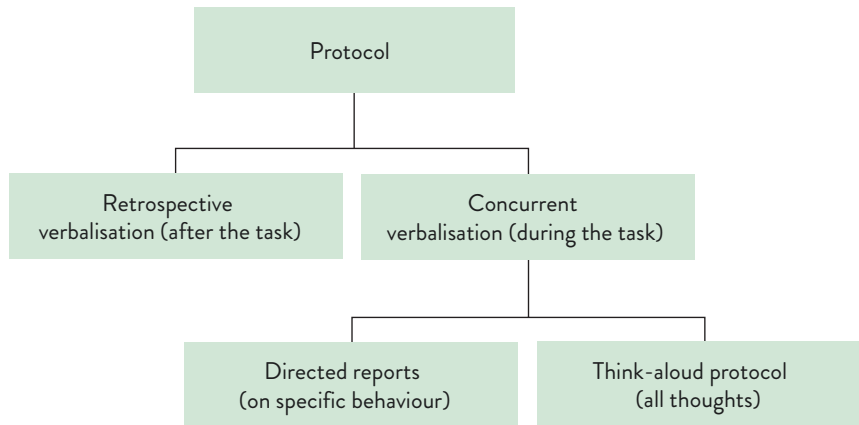 Protocol
Retrospective
verbalisation (after the task)
Concurrent
verbalisation (during the task)
Directed reports
(on specific behaviour)
Think-aloud protocol
(all thoughts)